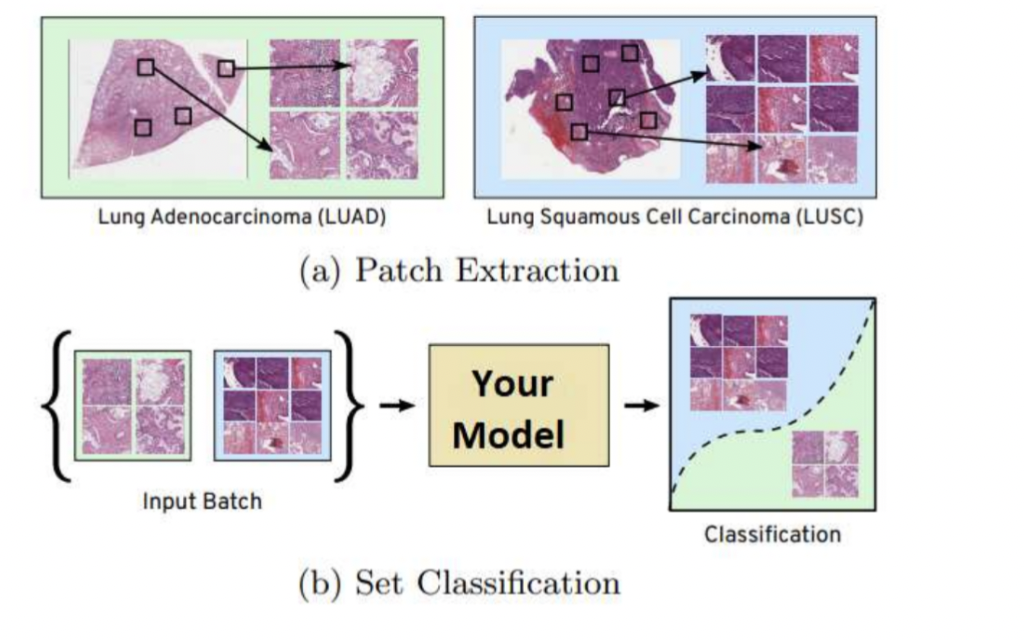 Lung Adenocarcinoma (LUAD)
Lung Squamous Cell Carcinoma (LUSC)
(a) Patch Extraction
Your
Model
Input Batch
Classification
(b) Set Classification